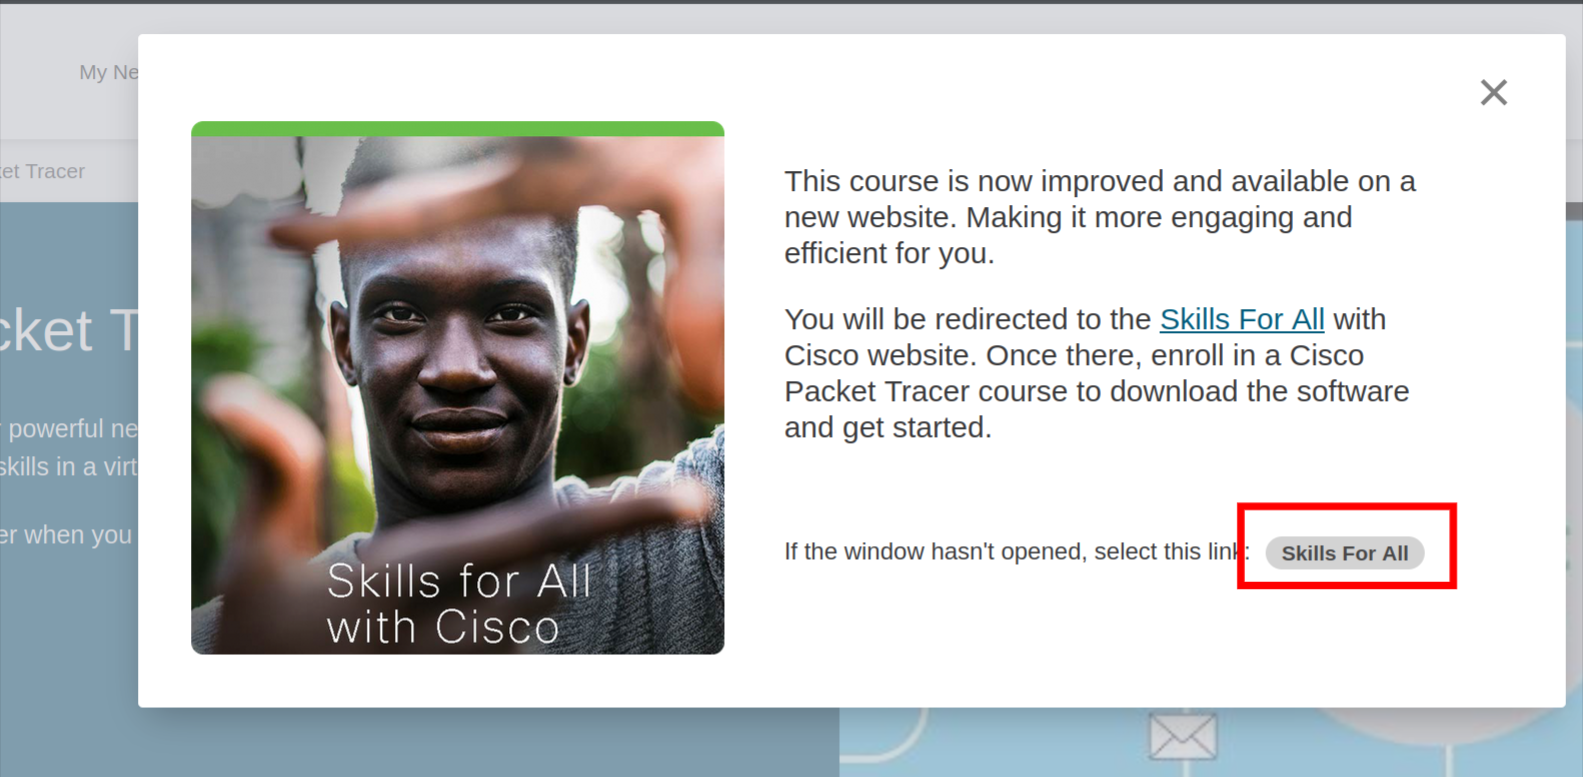 My Ne
et Tracer
cket T
powerful ne
skills in a virt
er when you
Skills for All
with Cisco
This course is now improved and available on a
new website. Making it more engaging and
efficient for you.
You will be redirected to the Skills For All with
Cisco website. Once there, enroll in a Cisco
Packet Tracer course to download the software
and get started.
If the window hasn't opened, select this link: Skills For All